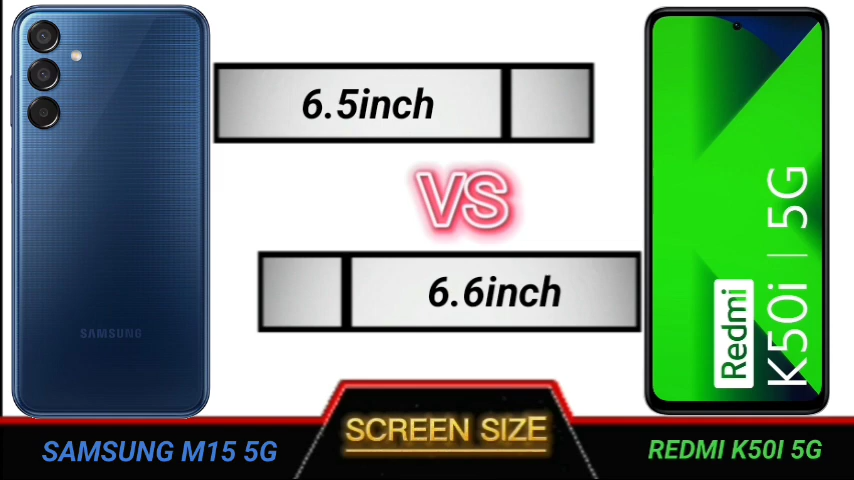 6.5inch
VS
6.6inch
SAMSUNG
Redmi
K50i | 5G
SCREEN SIZE
SAMSUNG M15 5G
REDMI K50I 5G